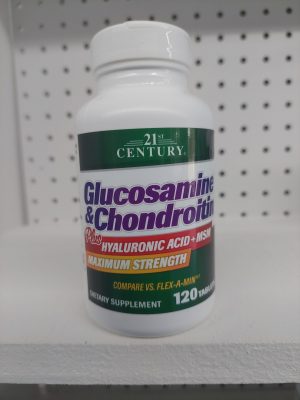 21st
CENTURY®
Glucosamine
&Chondroitin
Plus
HYALURONIC ACID+MSM
MAXIMUM STRENGTH
COMPARE VS. FLEX-A-MIN®
DIETARY SUPPLEMENT
120 TABLETS